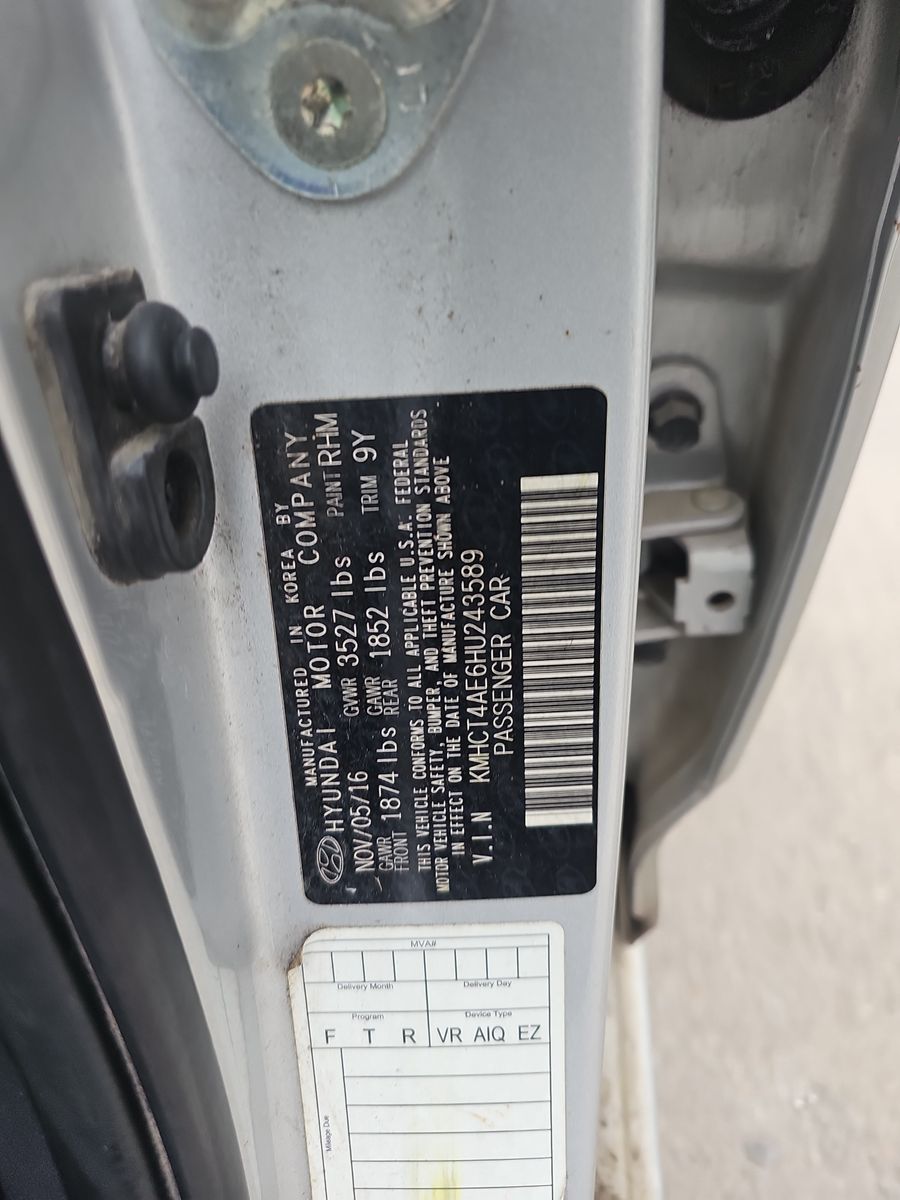 MANUFACTURED IN KOREA BY
HYUNDAI MOTOR COMPANY
NOV/05/16 GVWR 3527 lbs PAINT RHM
GAWR FRONT 1874 lbs GAWR REAR 1852 lbs TRIM 9Y
THIS VEHICLE CONFORMS TO ALL APPLICABLE U.S.A. FEDERAL
MOTOR VEHICLE SAFETY, BUMPER, AND THEFT PREVENTION STANDARDS
IN EFFECT ON THE DATE OF MANUFACTURE SHOWN ABOVE
V.I.N KMHCT4AE6HU243589
PASSENGER CAR
MVA#
Delivery Month Delivery Day
Program Device Type
F T R VR AIQ EZ
Mileage Due